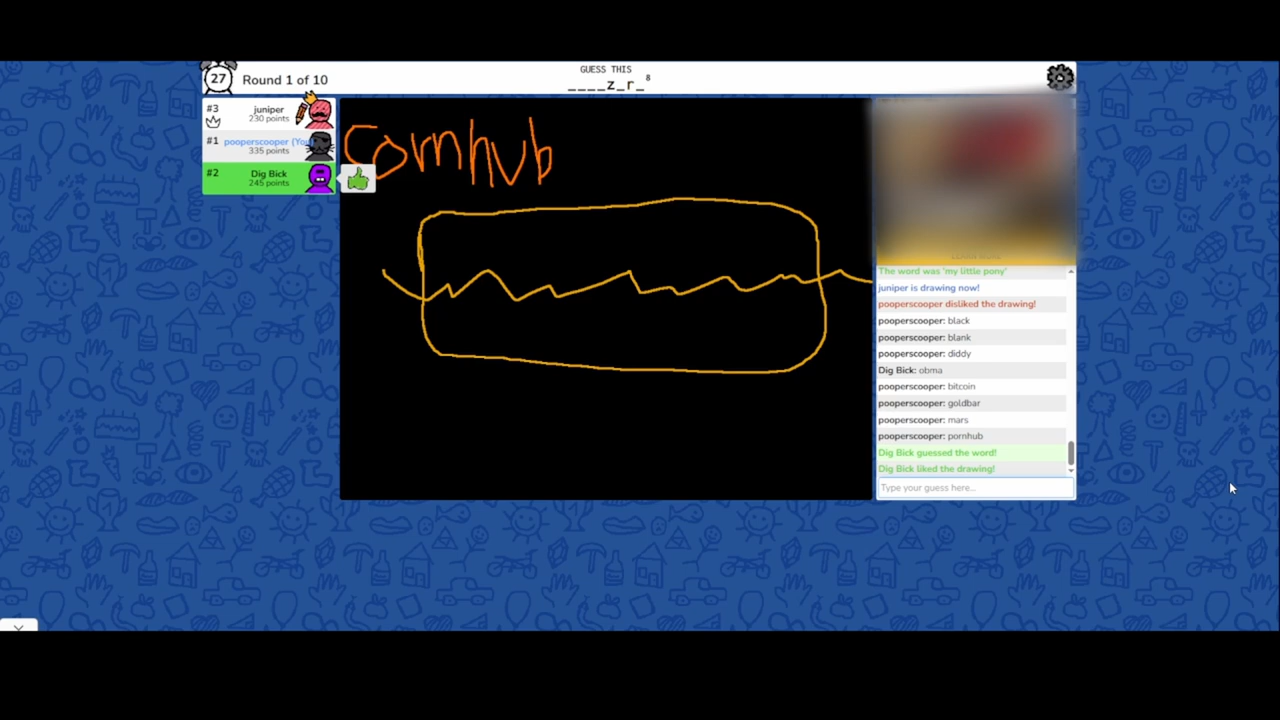 27
Round 1 of 10
GUESS THIS
____z_r_ 8
#3
juniper
230 points
#1
pooperscooper (You
335 points
#2
Dig Bick
245 points
Cornhub
LEARN MORE
The word was 'my little pony'
juniper is drawing now!
pooperscooper disliked the drawing!
pooperscooper: black
pooperscooper: blank
pooperscooper: diddy
Dig Bick: obma
pooperscooper: bitcoin
pooperscooper: goldbar
pooperscooper: mars
pooperscooper: pornhub
Dig Bick guessed the word!
Dig Bick liked the drawing!
Type your guess here...